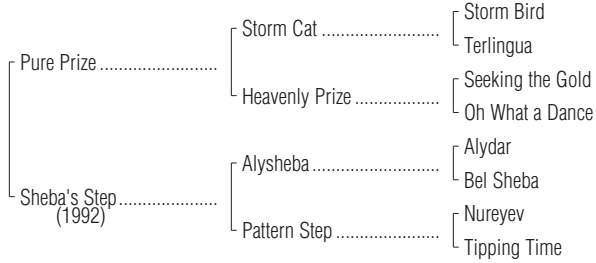 Storm Bird
Storm Cat ........................
Terlingua
Pure Prize ........................
Seeking the Gold
Heavenly Prize .................
Oh What a Dance
Alydar
Alysheba .........................
Bel Sheba
Sheba's Step ....................
(1992)
Nureyev
Pattern Step .....................
Tipping Time